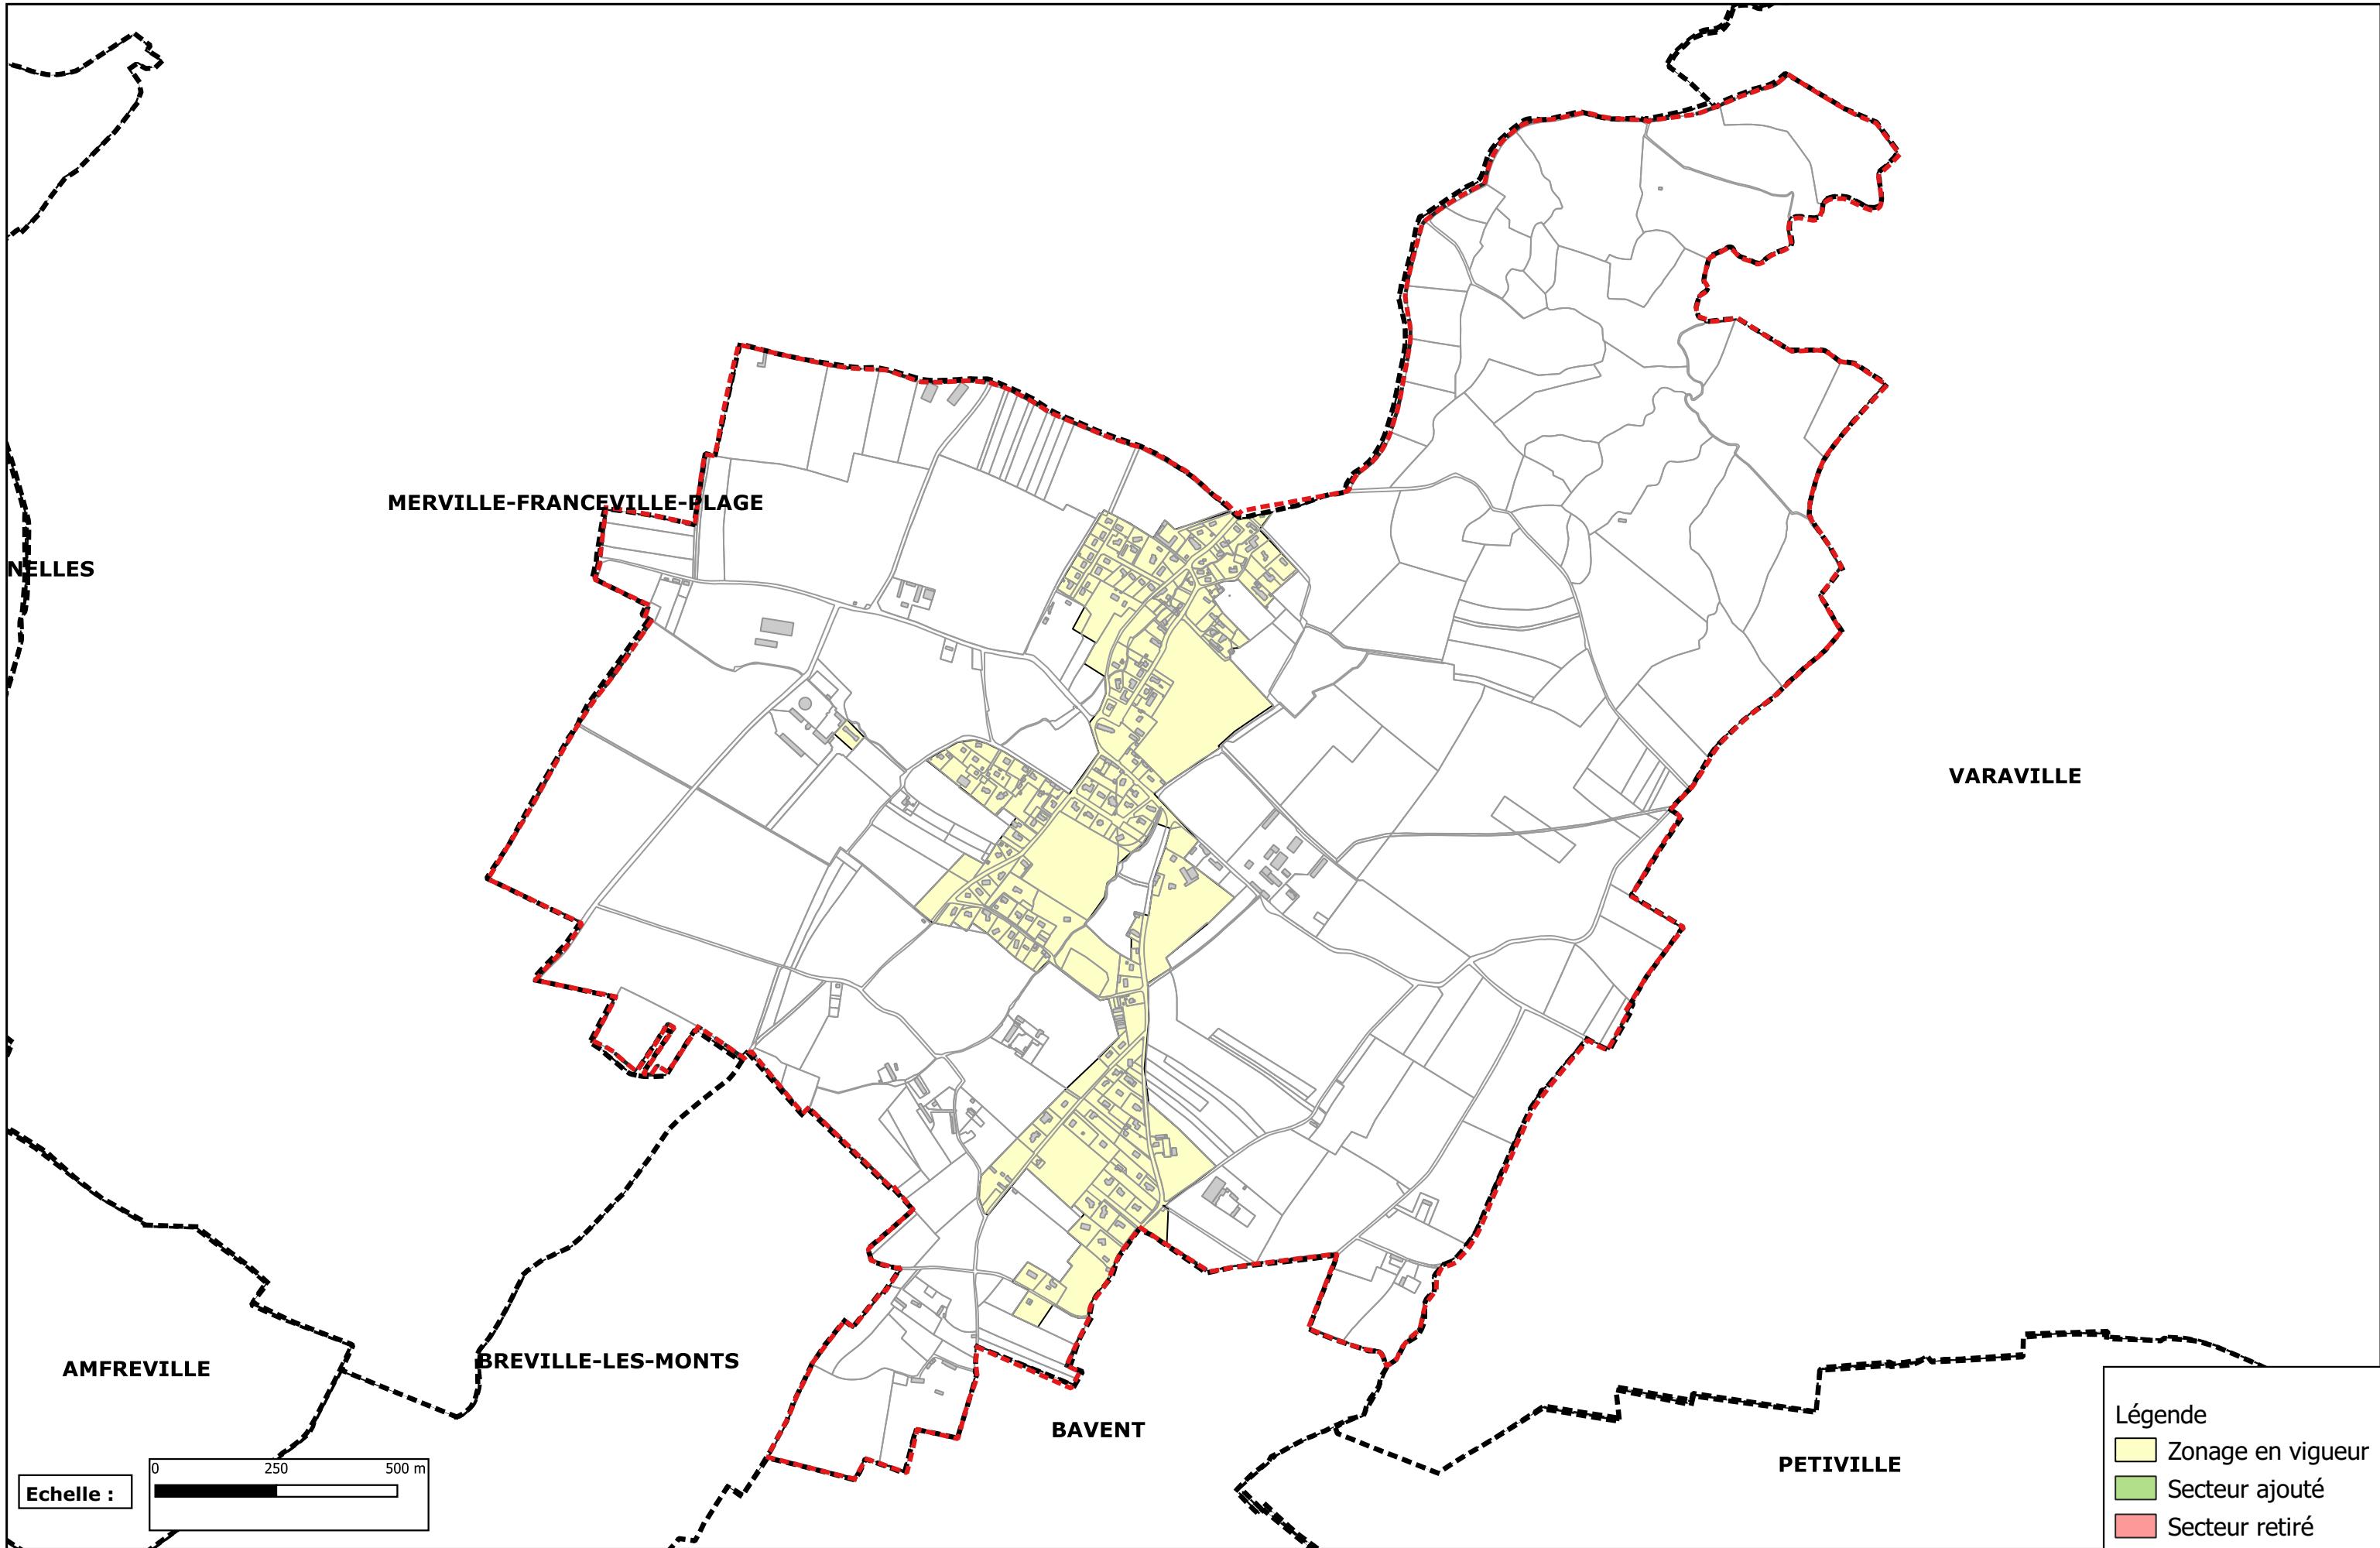 MERVILLE-FRANCEVILLE-PLAGE
NELLES
VARAVILLE
AMFREVILLE
BREVILLE-LES-MONTS
BAVENT
PETIVILLE
Echelle :
0 250 500 m
Légende
Zonage en vigueur
Secteur ajouté
Secteur retiré